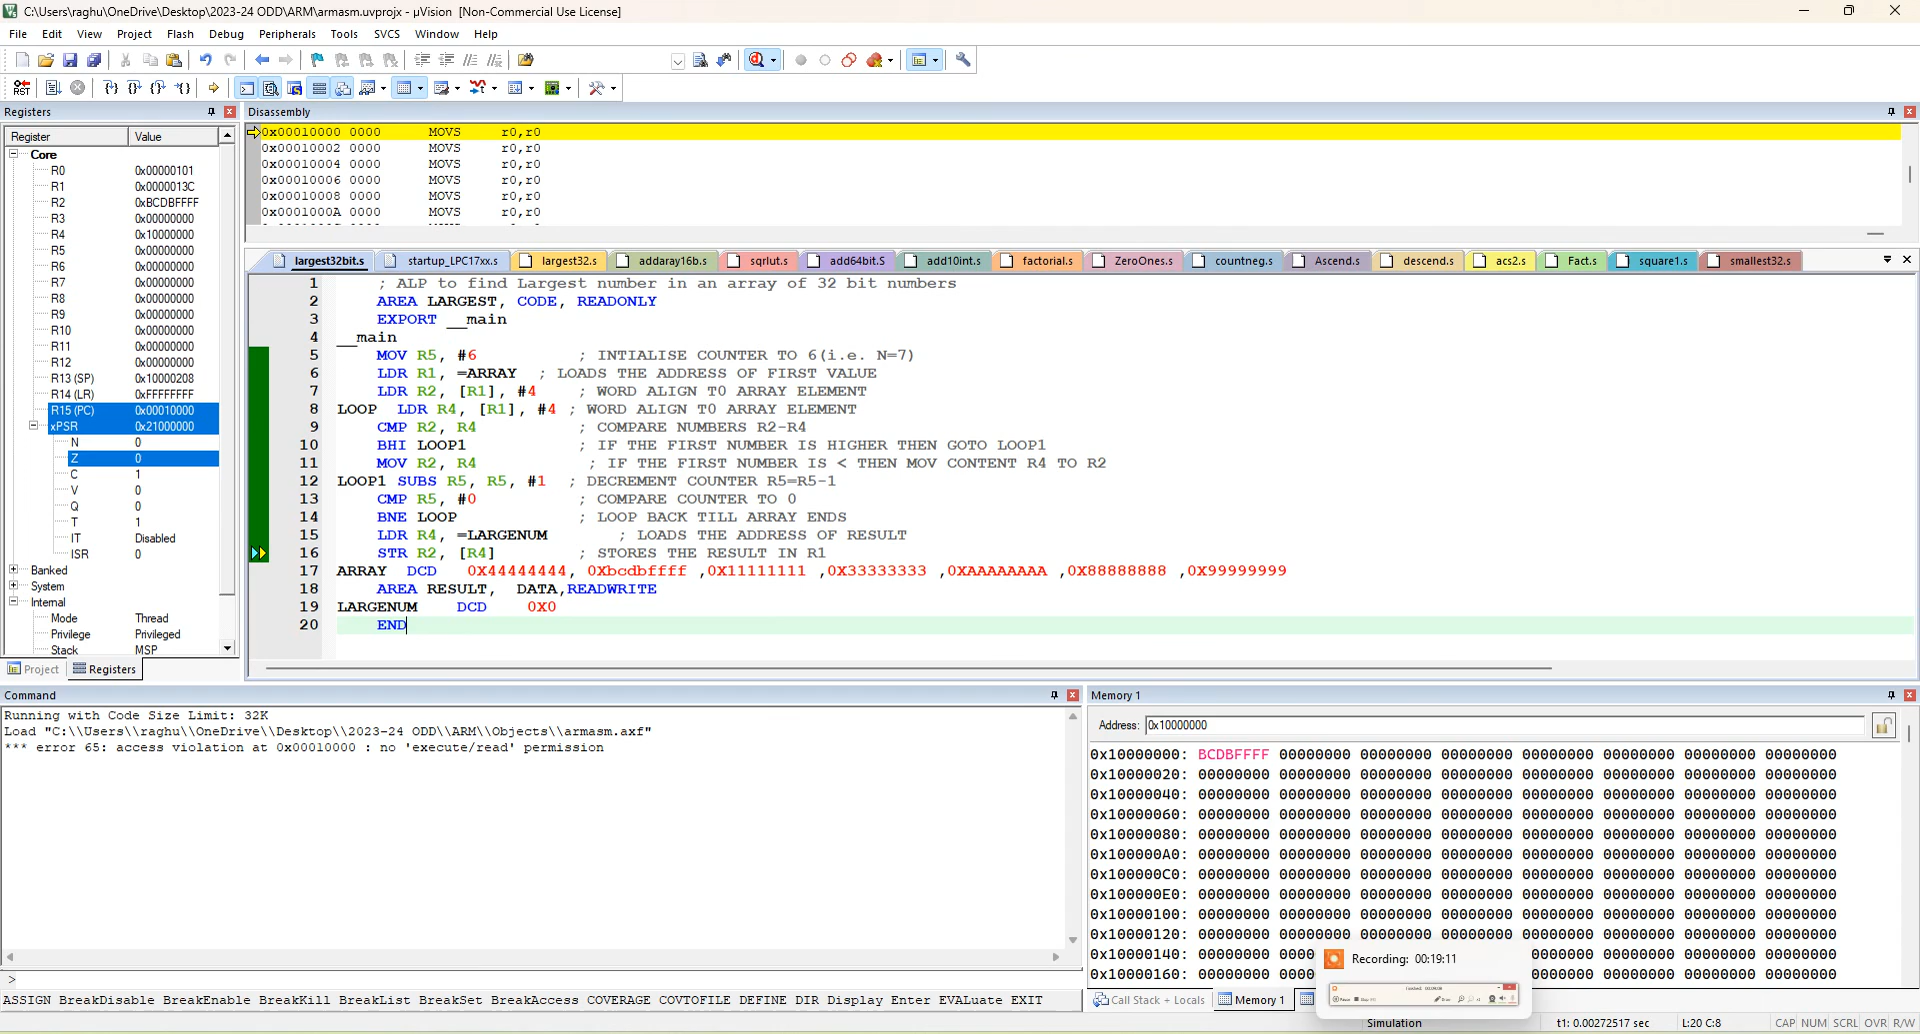 C:\Users\raghu\OneDrive\Desktop\2023-24 ODD\ARM\armasm.uvprojx - µVision [Non-Commercial Use License]
File Edit View Project Flash Debug Peripherals Tools SVCS Window Help
Registers
Register Value
Core
R0 0x00000101
R1 0x0000013C
R2 0xBCDBFFFF
R3 0x00000000
R4 0x10000000
R5 0x00000000
R6 0x00000000
R7 0x00000000
R8 0x00000000
R9 0x00000000
R10 0x00000000
R11 0x00000000
R12 0x00000000
R13 (SP) 0x10000208
R14 (LR) 0xFFFFFFFF
R15 (PC) 0x00010000
xPSR 0x21000000
N 0
Z 0
C 1
V 0
Q 0
T 1
IT Disabled
ISR 0
Banked
System
Internal
Mode Thread
Privilege Privileged
Stack MSP
Project Registers
Disassembly
0x00010000 0000 MOVS r0,r0
0x00010002 0000 MOVS r0,r0
0x00010004 0000 MOVS r0,r0
0x00010006 0000 MOVS r0,r0
0x00010008 0000 MOVS r0,r0
0x0001000A 0000 MOVS r0,r0
largest32bit.s startup_LPC17xx.s largest32.s addaray16b.s sqrlut.s add64bit.S add10int.s factorial.s ZeroOnes.s countneg.s Ascend.s descend.s acs2.s Fact.s square1.s smallest32.s
1 ; ALP to find Largest number in an array of 32 bit numbers
2 AREA LARGEST, CODE, READONLY
3 EXPORT __main
4 __main
5 MOV R5, #6 ; INTIALISE COUNTER TO 6(i.e. N=7)
6 LDR R1, =ARRAY ; LOADS THE ADDRESS OF FIRST VALUE
7 LDR R2, [R1], #4 ; WORD ALIGN T0 ARRAY ELEMENT
8 LOOP LDR R4, [R1], #4 ; WORD ALIGN T0 ARRAY ELEMENT
9 CMP R2, R4 ; COMPARE NUMBERS R2-R4
10 BHI LOOP1 ; IF THE FIRST NUMBER IS HIGHER THEN GOTO LOOP1
11 MOV R2, R4 ; IF THE FIRST NUMBER IS < THEN MOV CONTENT R4 TO R2
12 LOOP1 SUBS R5, R5, #1 ; DECREMENT COUNTER R5=R5-1
13 CMP R5, #0 ; COMPARE COUNTER TO 0
14 BNE LOOP ; LOOP BACK TILL ARRAY ENDS
15 LDR R4, =LARGENUM ; LOADS THE ADDRESS OF RESULT
16 STR R2, [R4] ; STORES THE RESULT IN R1
17 ARRAY DCD 0X44444444, 0Xbcdbffff ,0X11111111 ,0X33333333 ,0XAAAAAAAA ,0X88888888 ,0X99999999
18 AREA RESULT, DATA,READWRITE
19 LARGENUM DCD 0X0
20 END
Command
Running with Code Size Limit: 32K
Load "C:\\Users\\raghu\\OneDrive\\Desktop\\2023-24 ODD\\ARM\\Objects\\armasm.axf"
*** error 65: access violation at 0x00010000 : no 'execute/read' permission
>
ASSIGN BreakDisable BreakEnable BreakKill BreakList BreakSet BreakAccess COVERAGE COVTOFILE DEFINE DIR Display Enter EVALuate EXIT
Memory 1
Address: 0x10000000
0x10000000: BCDBFFFF 00000000 00000000 00000000 00000000 00000000 00000000 00000000
0x10000020: 00000000 00000000 00000000 00000000 00000000 00000000 00000000 00000000
0x10000040: 00000000 00000000 00000000 00000000 00000000 00000000 00000000 00000000
0x10000060: 00000000 00000000 00000000 00000000 00000000 00000000 00000000 00000000
0x10000080: 00000000 00000000 00000000 00000000 00000000 00000000 00000000 00000000
0x100000A0: 00000000 00000000 00000000 00000000 00000000 00000000 00000000 00000000
0x100000C0: 00000000 00000000 00000000 00000000 00000000 00000000 00000000 00000000
0x100000E0: 00000000 00000000 00000000 00000000 00000000 00000000 00000000 00000000
0x10000100: 00000000 00000000 00000000 00000000 00000000 00000000 00000000 00000000
0x10000120: 00000000 00000000 00000000 00000000 00000000 00000000 00000000 00000000
0x10000140: 00000000 00000000 00000000 00000000 00000000
0x10000160: 00000000 000 00000000 00000000 00000000 00000000
Recording: 00:19:11
Call Stack + Locals Memory 1
Simulation t1: 0.00272517 sec L:20 C:8 CAP NUM SCRL OVR R/W